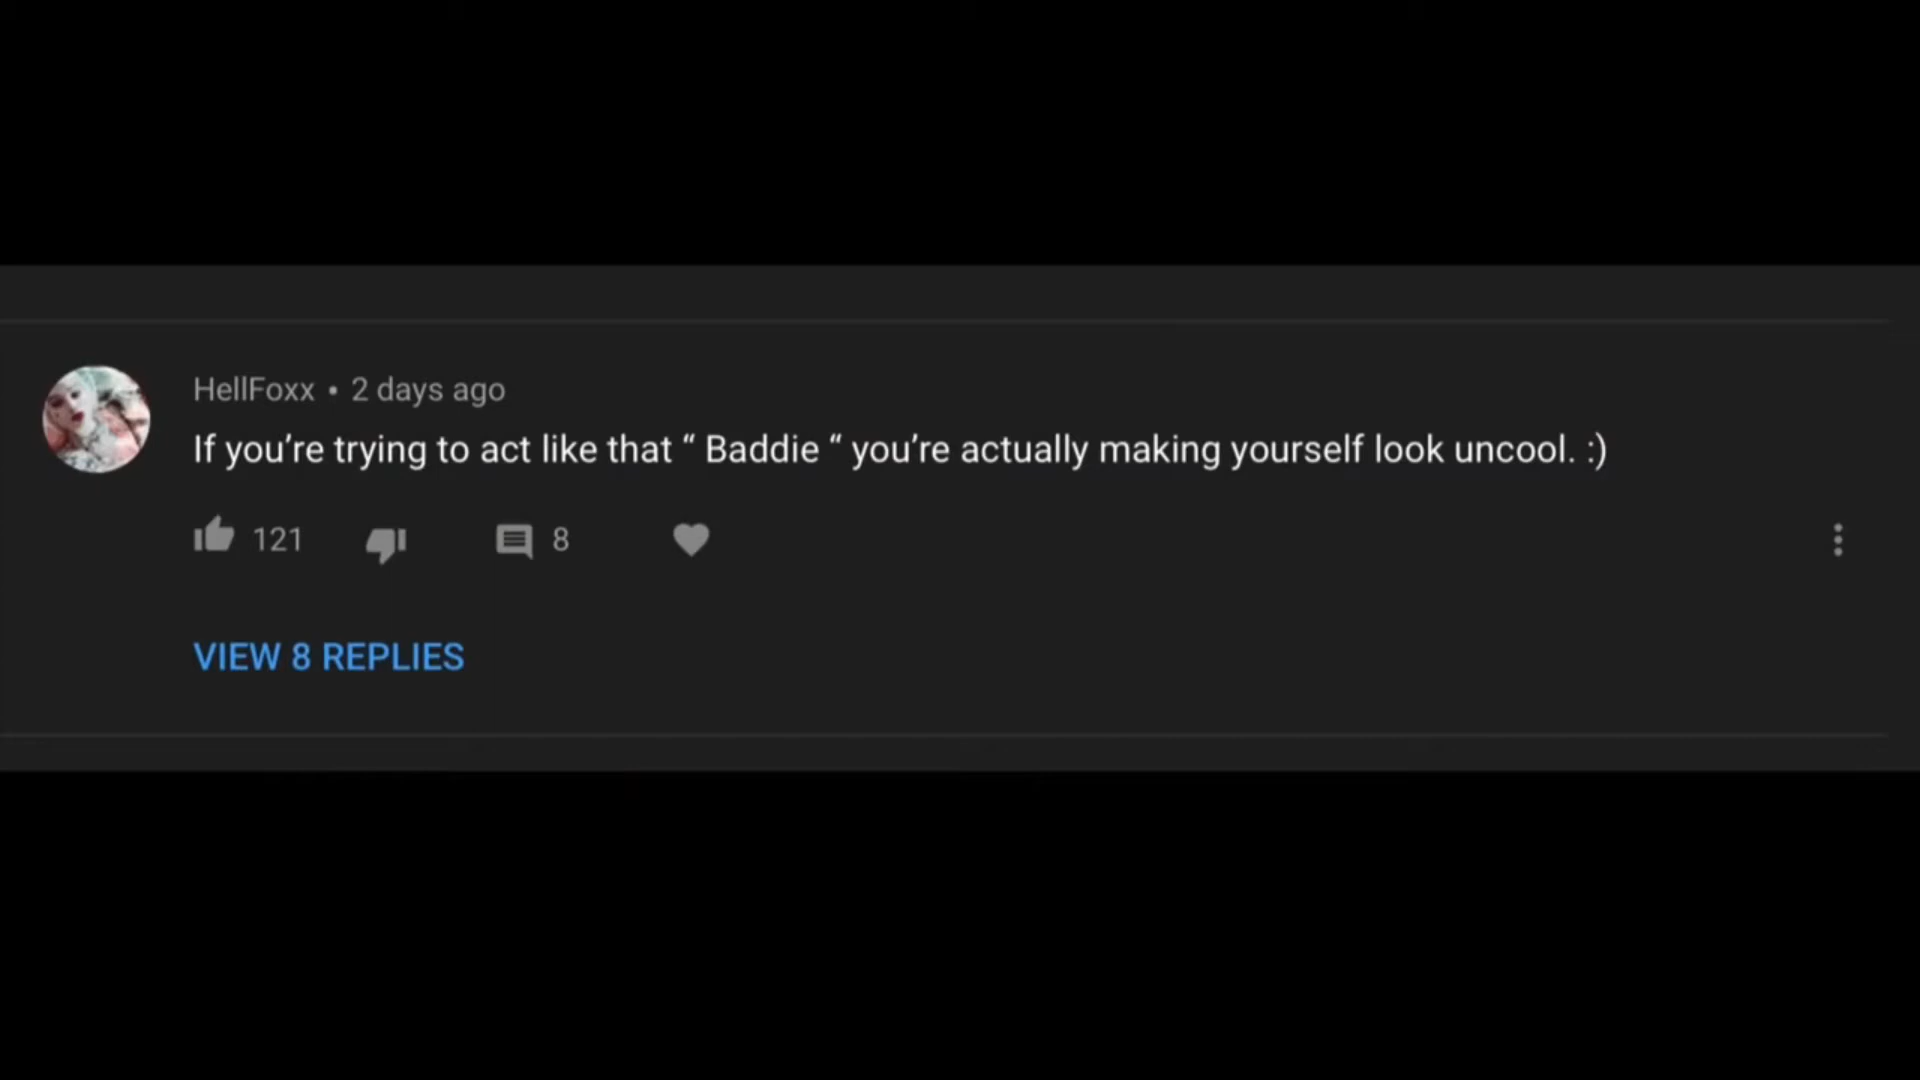 HellFoxx • 2 days ago
If you’re trying to act like that “ Baddie “ you’re actually making yourself look uncool. :)
121 8
VIEW 8 REPLIES